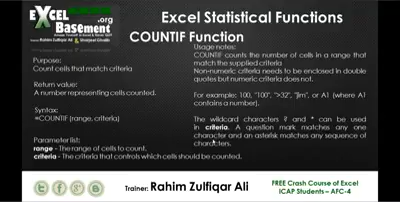 EXCEL
Basement
.org
Excel Statistical Functions
COUNTIF Function
Purpose:
Count cells that match criteria
Return value:
A number representing cells counted.
Syntax:
=COUNTIF (range, criteria)
Parameter list:
range - The range of cells to count.
criteria - The criteria that controls which cells should be counted.
Usage notes:
COUNTIF counts the number of cells in a range that
match the supplied criteria
Non-numeric criteria needs to be enclosed in double
quotes but numeric criteria does not.
For example: 100, "100", ">32", "jim", or A1 (where A1
contains a number).
The wildcard characters ? and * can be used
in criteria. A question mark matches any one
character and an asterisk matches any sequence of
characters.
Trainer: Rahim Zulfiqar Ali
FREE Crash Course of Excel
ICAP Students – AFC-4